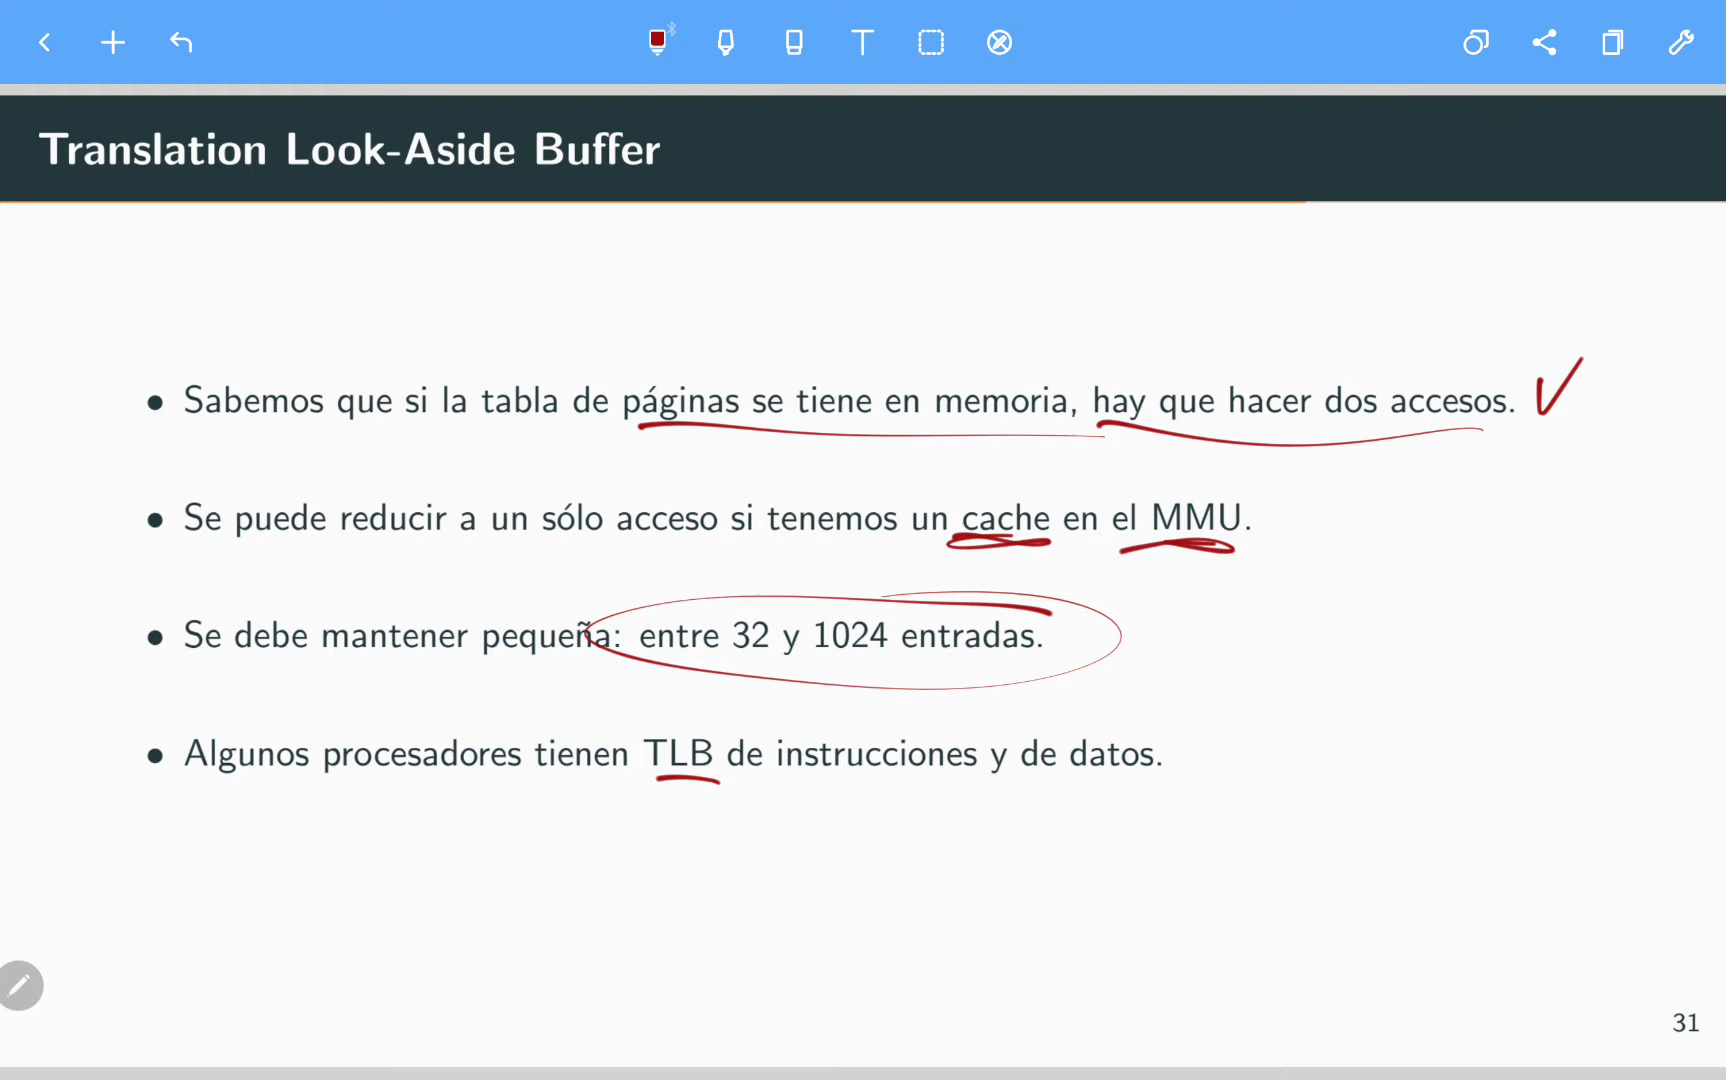 Translation Look-Aside Buffer
• Sabemos que si la tabla de páginas se tiene en memoria, hay que hacer dos accesos.
• Se puede reducir a un sólo acceso si tenemos un cache en el MMU.
• Se debe mantener pequeña: entre 32 y 1024 entradas.
• Algunos procesadores tienen TLB de instrucciones y de datos.
31